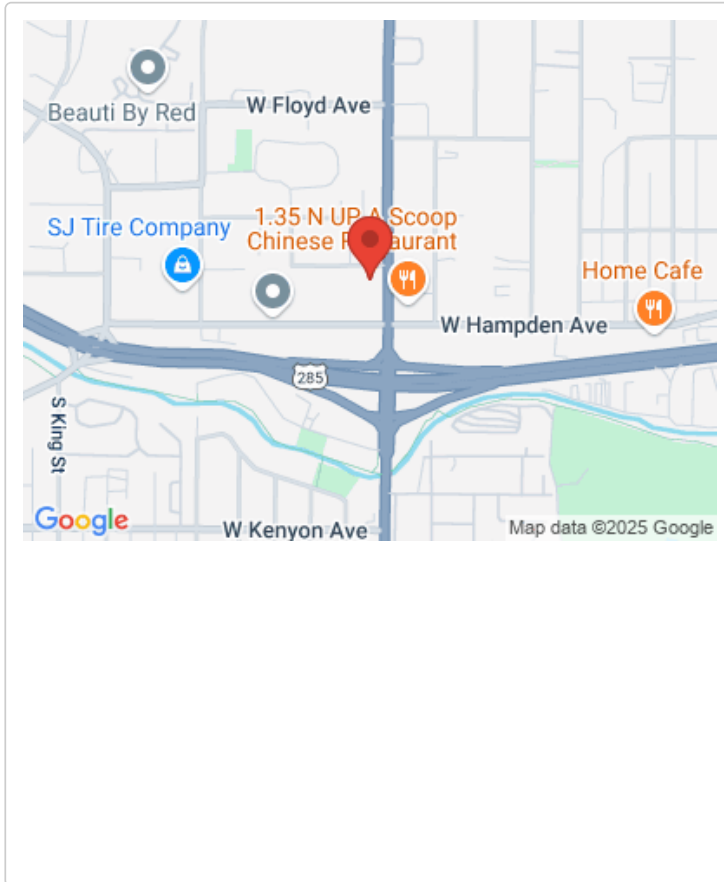 W Floyd Ave
Beauti By Red
1.35 N UP A Scoop
Chinese Restaurant
SJ Tire Company
Home Cafe
W Hampden Ave
285
S King St
Google
W Kenyon Ave
Map data ©2025 Google